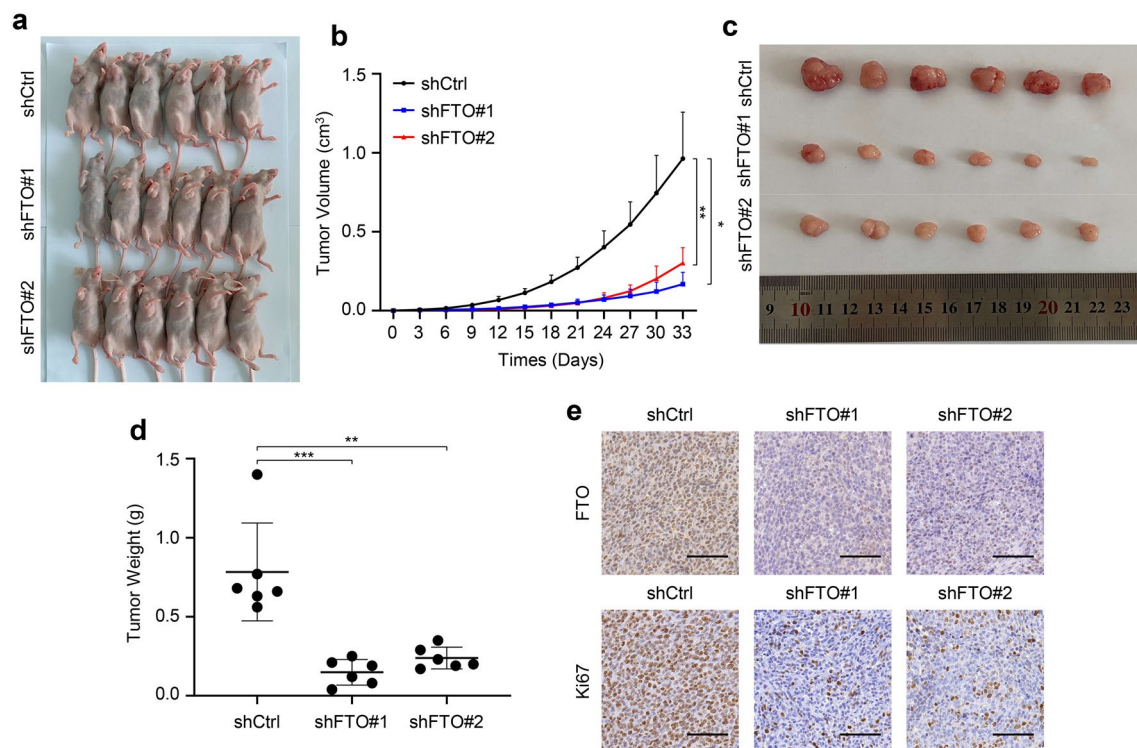 a
shCtrl
shFTO#1
shFTO#2
b
Tumor Volume (cm³)
1.5
1.0
0.5
0.0
shCtrl
shFTO#1
shFTO#2
**
*
0 3 6 9 12 15 18 21 24 27 30 33
Times (Days)
c
shCtrl
shFTO#1
shFTO#2
9 10 11 12 13 14 15 16 17 18 19 20 21 22 23
d
Tumor Weight (g)
1.5
1.0
0.5
0.0
**
***
shCtrl shFTO#1 shFTO#2
e
shCtrl shFTO#1 shFTO#2
FTO
shCtrl shFTO#1 shFTO#2
Ki67